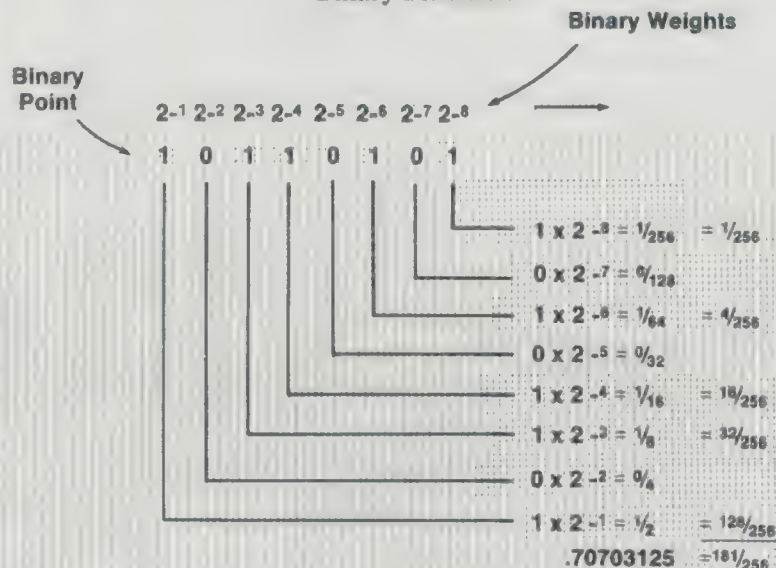 Binary Weights
Binary
Point
2-1 2-2 2-3 2-4 2-5 2-6 2-7 2-8
1 0 1 1 0 1 0 1
1 x 2 -8 = 1/256 = 1/256
0 x 2 -7 = 0/128
1 x 2 -6 = 1/64 = 4/256
0 x 2 -5 = 0/32
1 x 2 -4 = 1/16 = 16/256
1 x 2 -3 = 1/8 = 32/256
0 x 2 -2 = 0/4
1 x 2 -1 = 1/2 = 128/256
.70703125 =181/256